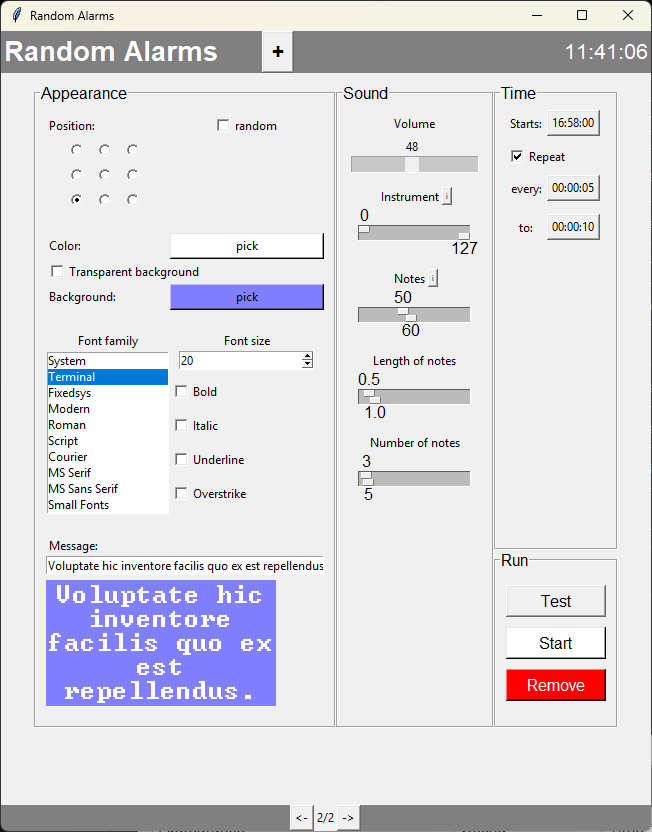 Random Alarms
Random Alarms
+
11:41:06
Appearance
Position:
random
Color:
pick
Transparent background
Background:
pick
Font family
Font size
System
Terminal
Fixedsys
Modern
Roman
Script
Courier
MS Serif
MS Sans Serif
Small Fonts
20
Bold
Italic
Underline
Overstrike
Message:
Voluptate hic inventore facilis quo ex est repellendus
Voluptate hic
inventore
facilis quo ex
est
repellendus.
Sound
Volume
48
Instrument i
0
127
Notes i
50
60
Length of notes
0.5
1.0
Number of notes
3
5
Time
Starts: 16:58:00
Repeat
every: 00:00:05
to: 00:00:10
Run
Test
Start
Remove
<- 2/2 ->